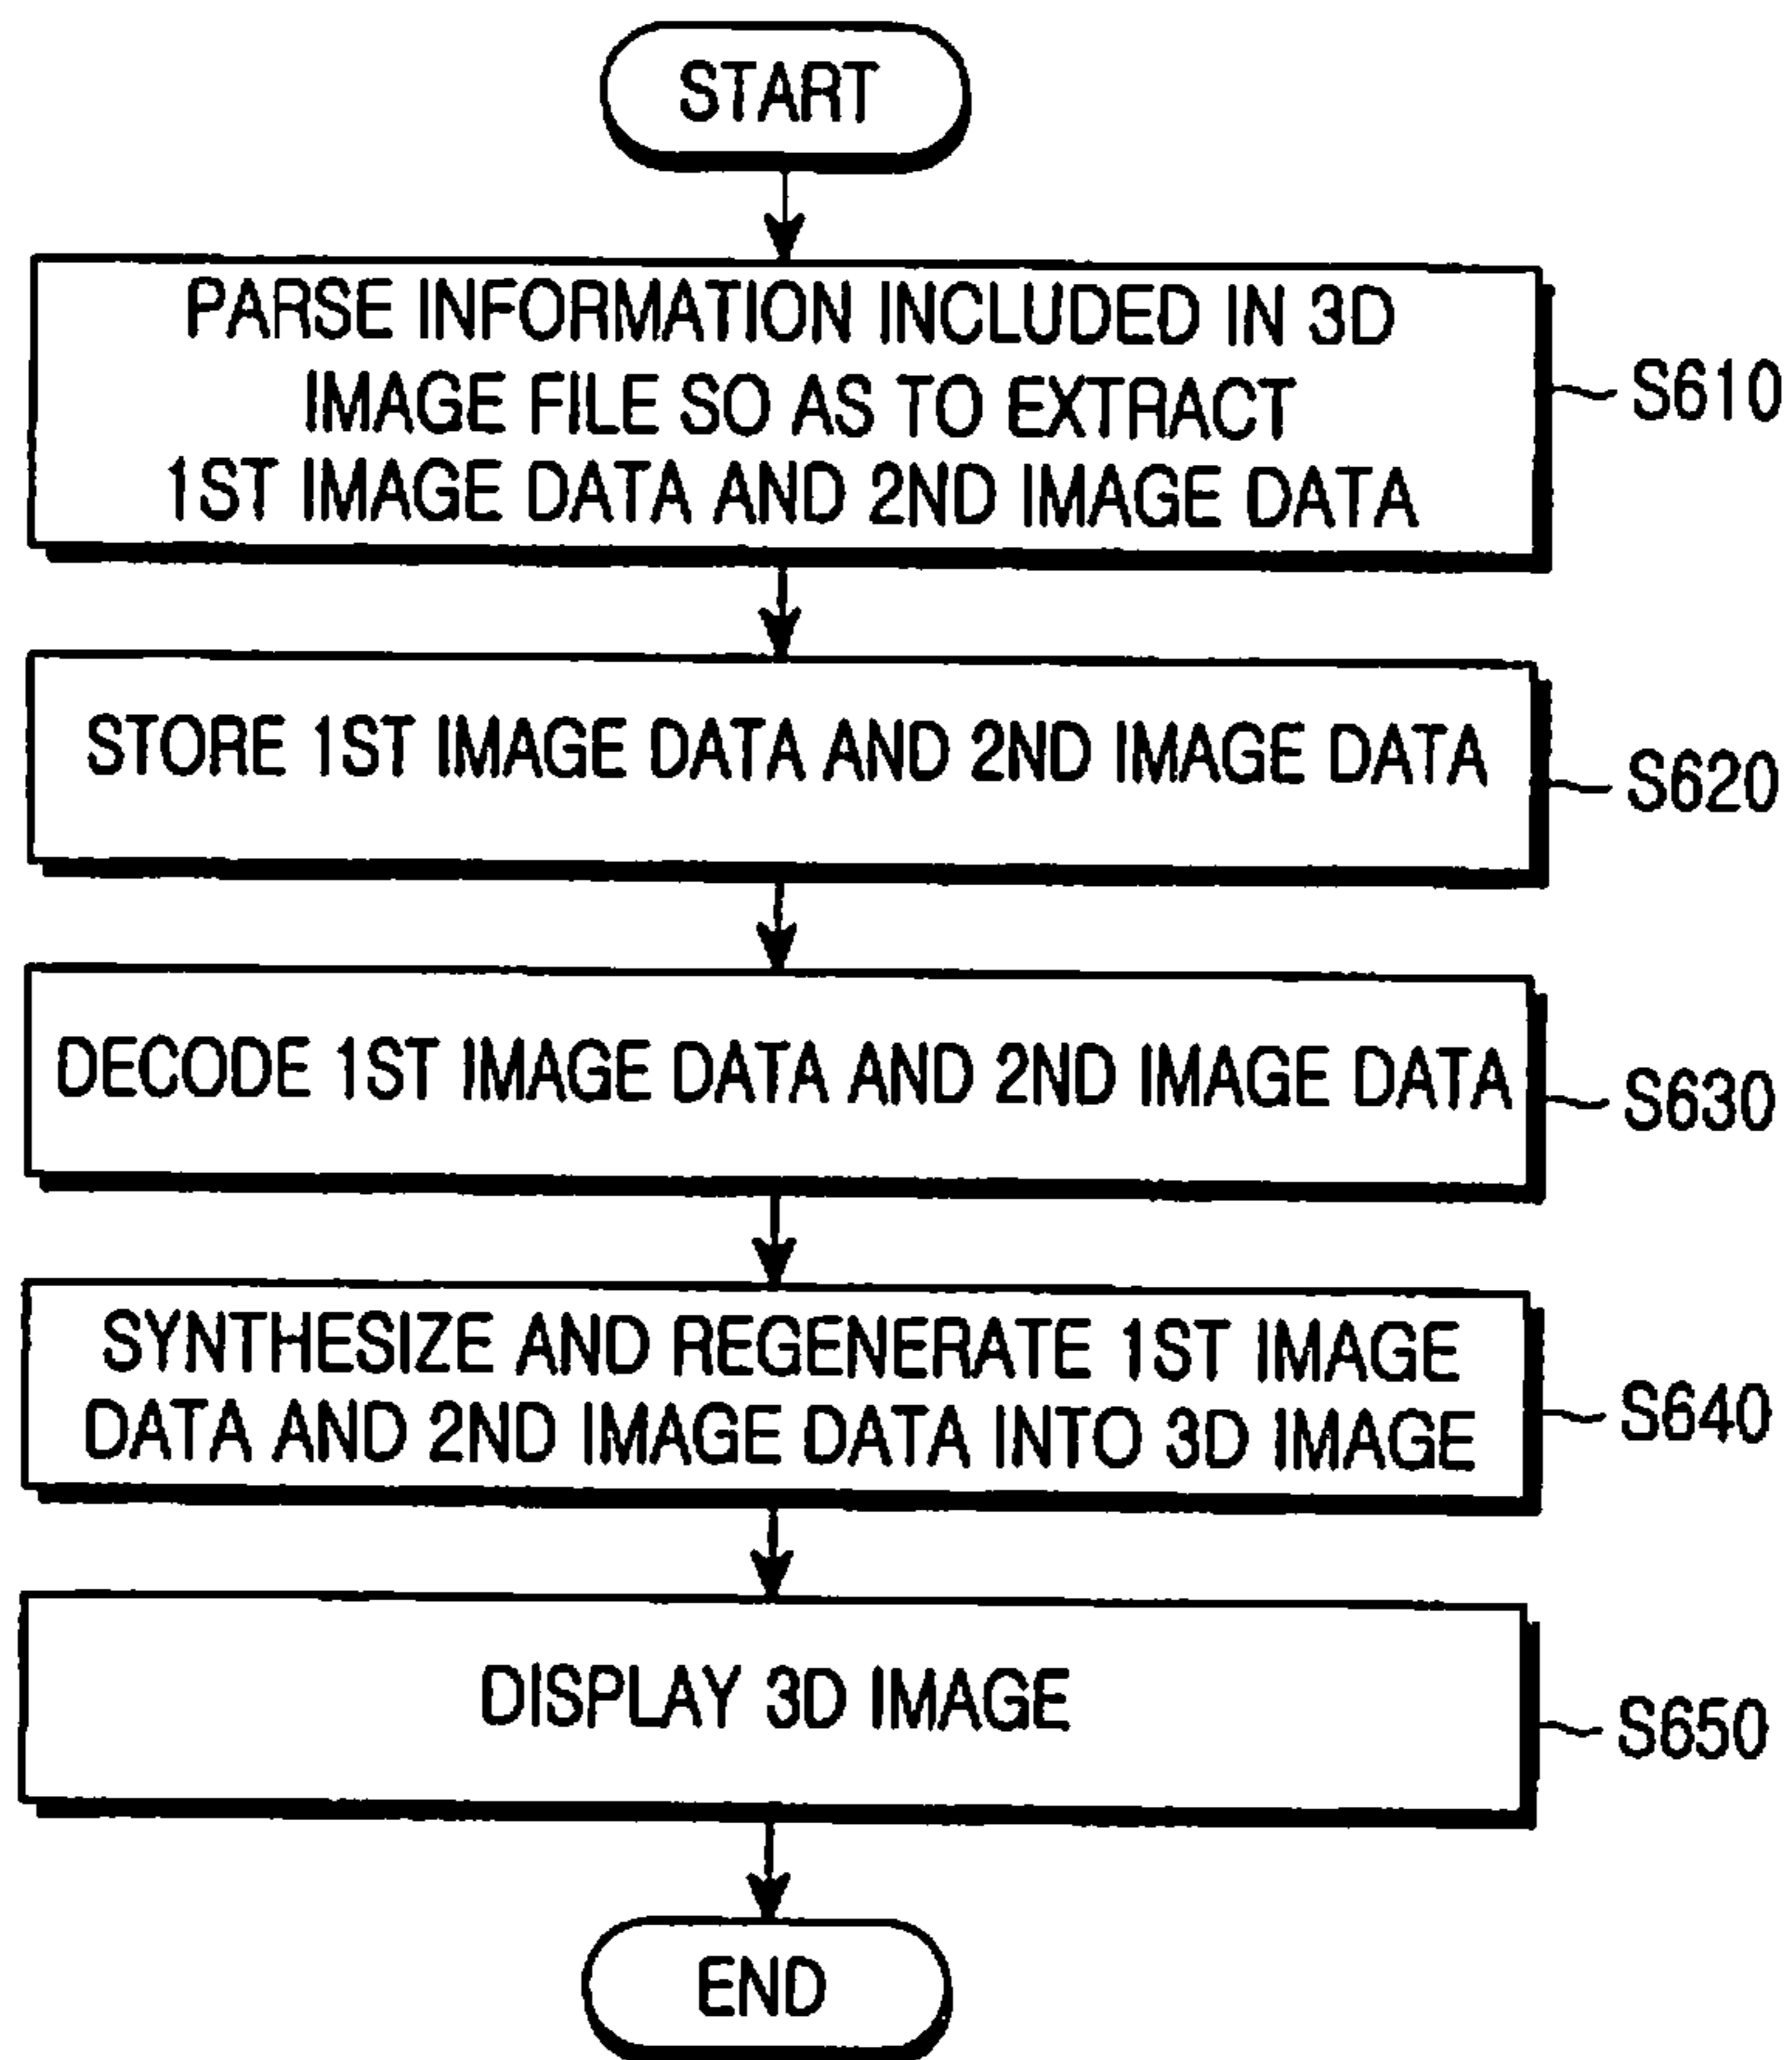 START
PARSE INFORMATION INCLUDED IN 3D
IMAGE FILE SO AS TO EXTRACT
1ST IMAGE DATA AND 2ND IMAGE DATA
S610
STORE 1ST IMAGE DATA AND 2ND IMAGE DATA
S620
DECODE 1ST IMAGE DATA AND 2ND IMAGE DATA
S630
SYNTHESIZE AND REGENERATE 1ST IMAGE
DATA AND 2ND IMAGE DATA INTO 3D IMAGE
S640
DISPLAY 3D IMAGE
S650
END